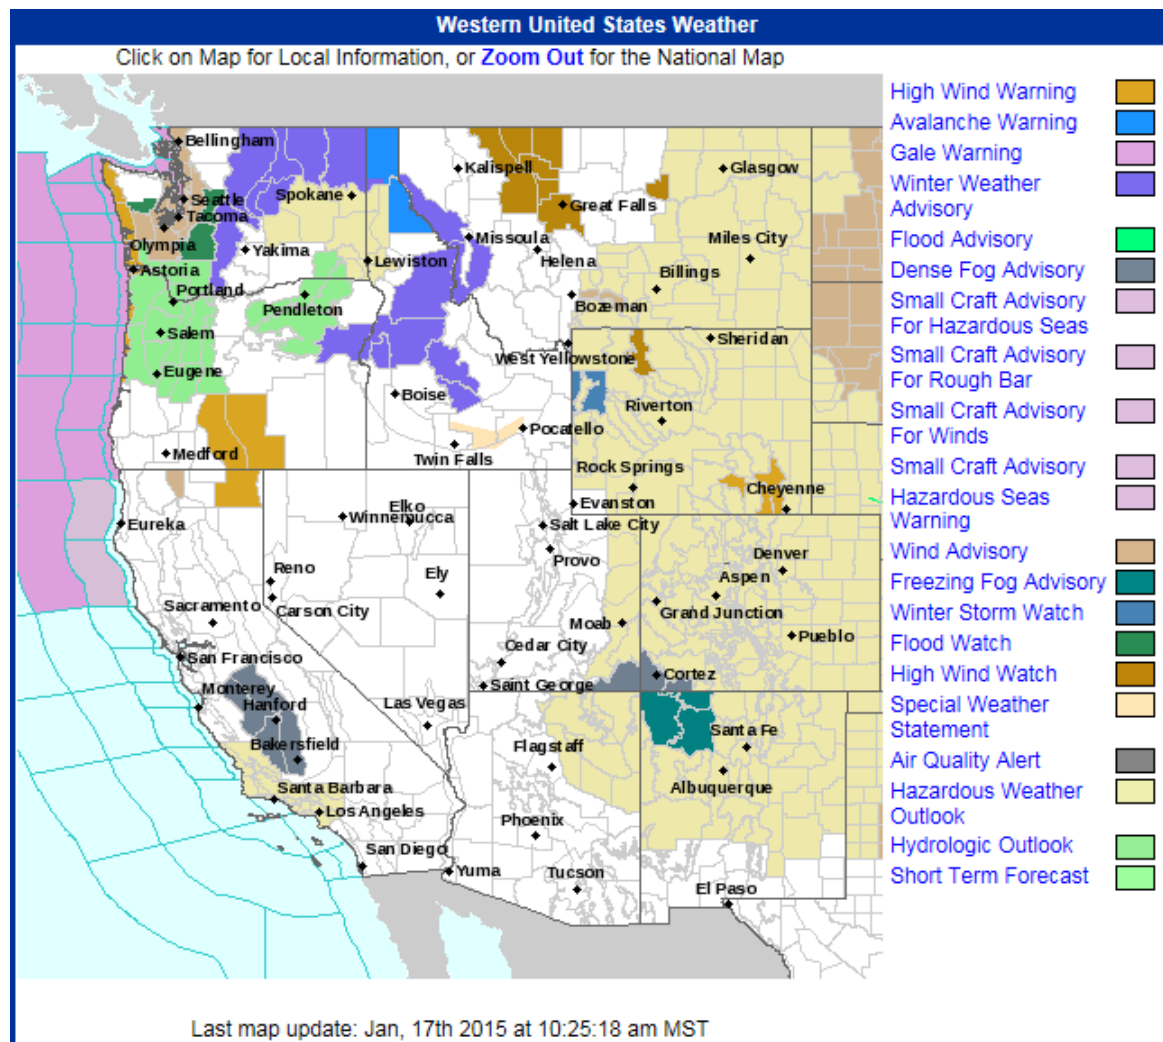 Western United States Weather
Click on Map for Local Information, or Zoom Out for the National Map
High Wind Warning
Avalanche Warning
Gale Warning
Winter Weather
Advisory
Flood Advisory
Dense Fog Advisory
Small Craft Advisory
For Hazardous Seas
Small Craft Advisory
For Rough Bar
Small Craft Advisory
For Winds
Small Craft Advisory
Hazardous Seas
Warning
Wind Advisory
Freezing Fog Advisory
Winter Storm Watch
Flood Watch
High Wind Watch
Special Weather
Statement
Air Quality Alert
Hazardous Weather
Outlook
Hydrologic Outlook
Short Term Forecast
Bellingham
Kalispell
Glasgow
Spokane
Seattle
Great Falls
Tacoma
Olympia
Yakima
Missoula
Miles City
Helena
Lewiston
Astoria
Billings
Portland
Pendleton
Bozeman
Salem
Sheridan
West Yellowstone
Eugene
Boise
Riverton
Pocatello
Medford
Twin Falls
Rock Springs
Cheyenne
Evanston
Elko
Winnemucca
Eureka
Salt Lake City
Provo
Denver
Reno
Ely
Aspen
Sacramento
Carson City
Grand Junction
Moab
Pueblo
Cedar City
San Francisco
Cortez
Saint George
Monterey
Hanford
Las Vegas
Bakersfield
Flagstaff
Santa Fe
Santa Barbara
Albuquerque
Los Angeles
Phoenix
San Diego
Yuma
Tucson
El Paso
Last map update: Jan, 17th 2015 at 10:25:18 am MST